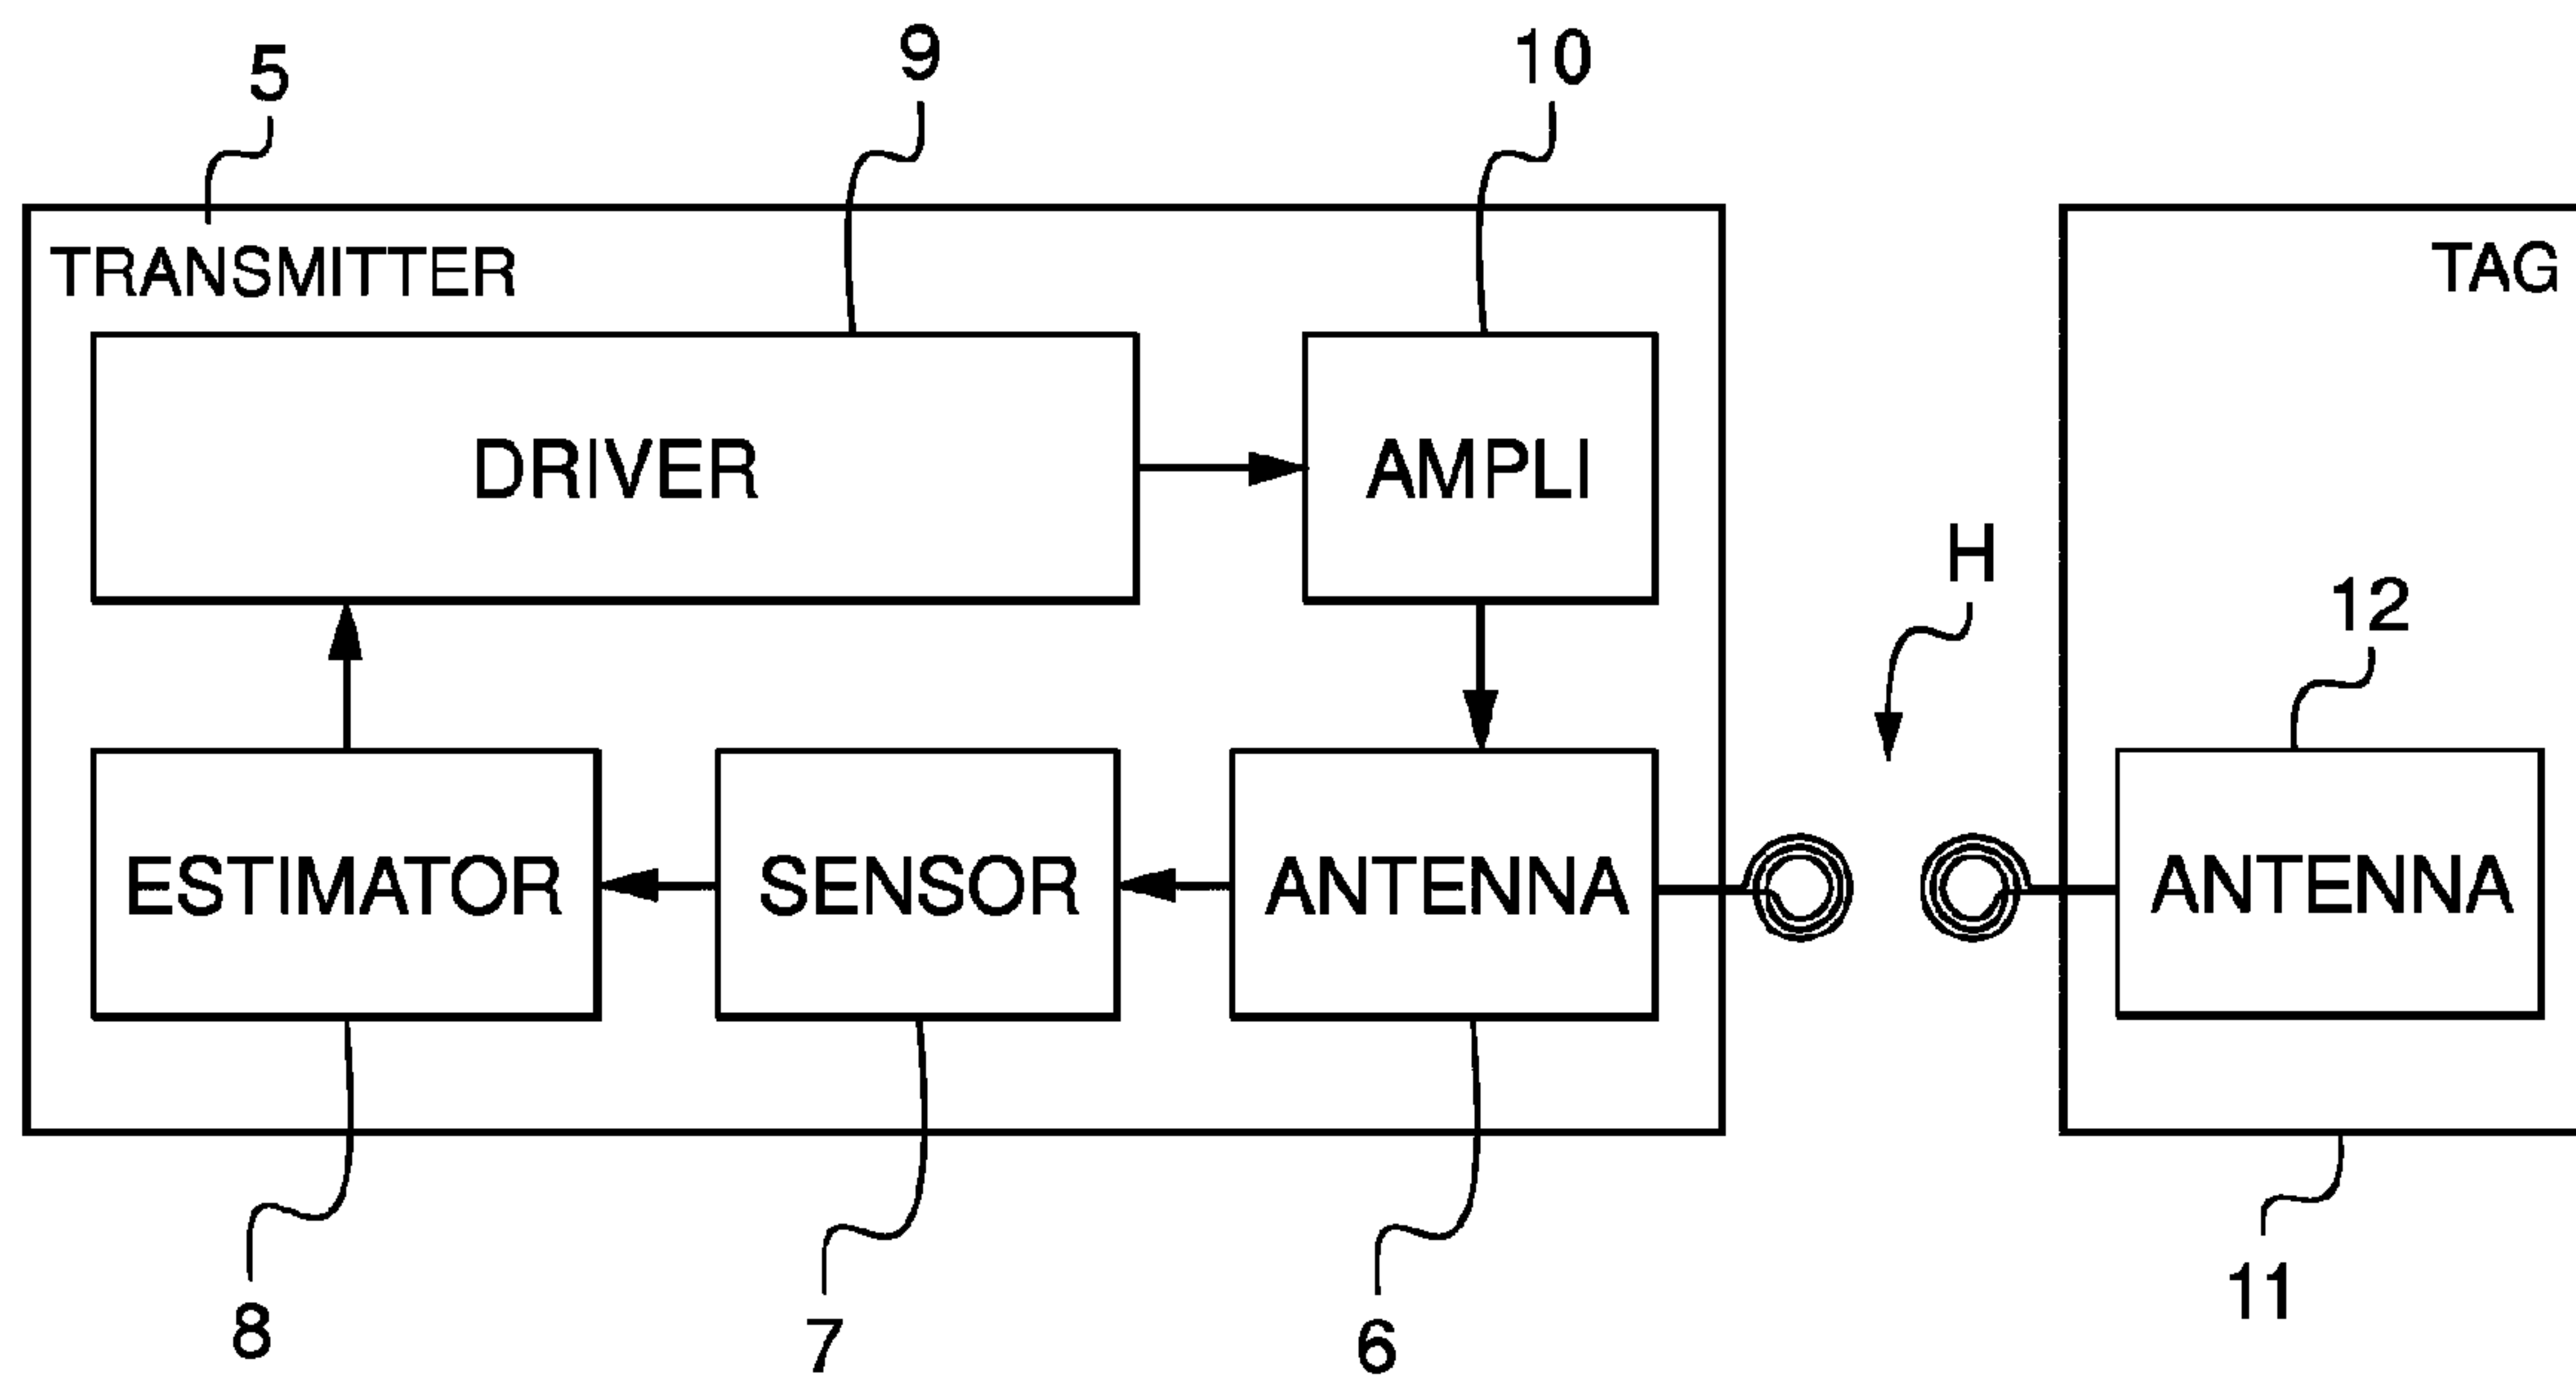 5
9
10
TRANSMITTER
TAG
DRIVER
AMPLI
H
12
ESTIMATOR
SENSOR
ANTENNA
ANTENNA
8
7
6
11